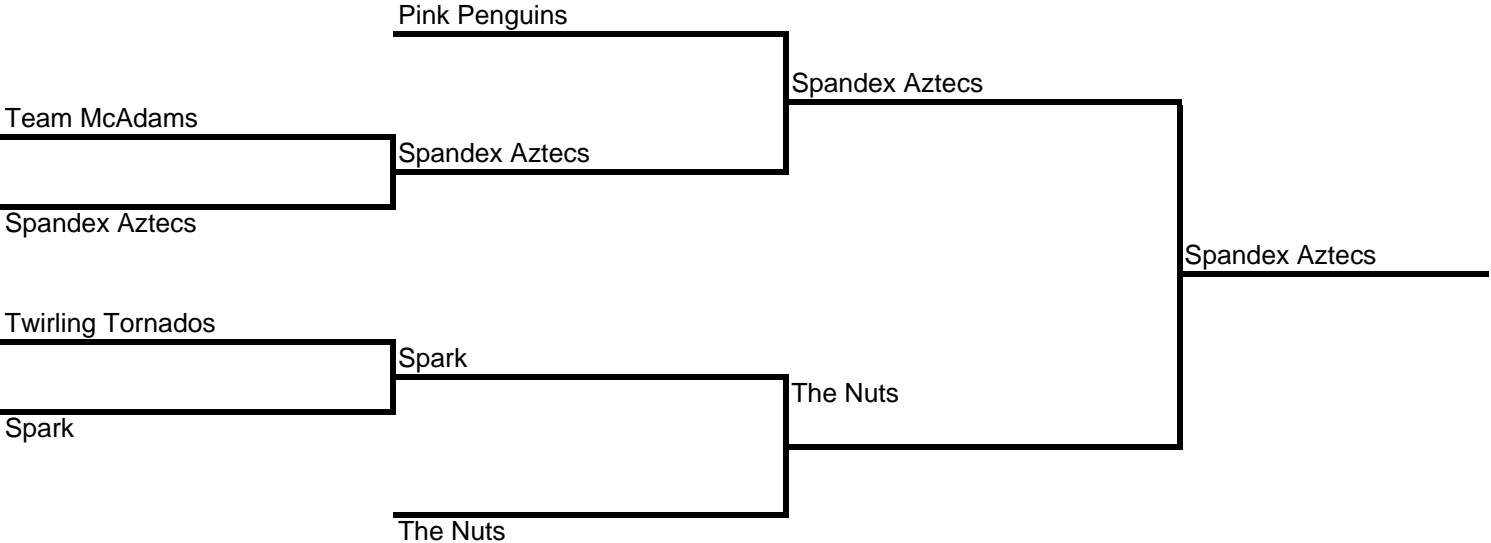 Pink Penguins
Spandex Aztecs
Team McAdams
Spandex Aztecs
Spandex Aztecs
Spandex Aztecs
Twirling Tornados
Spark
The Nuts
Spark
The Nuts